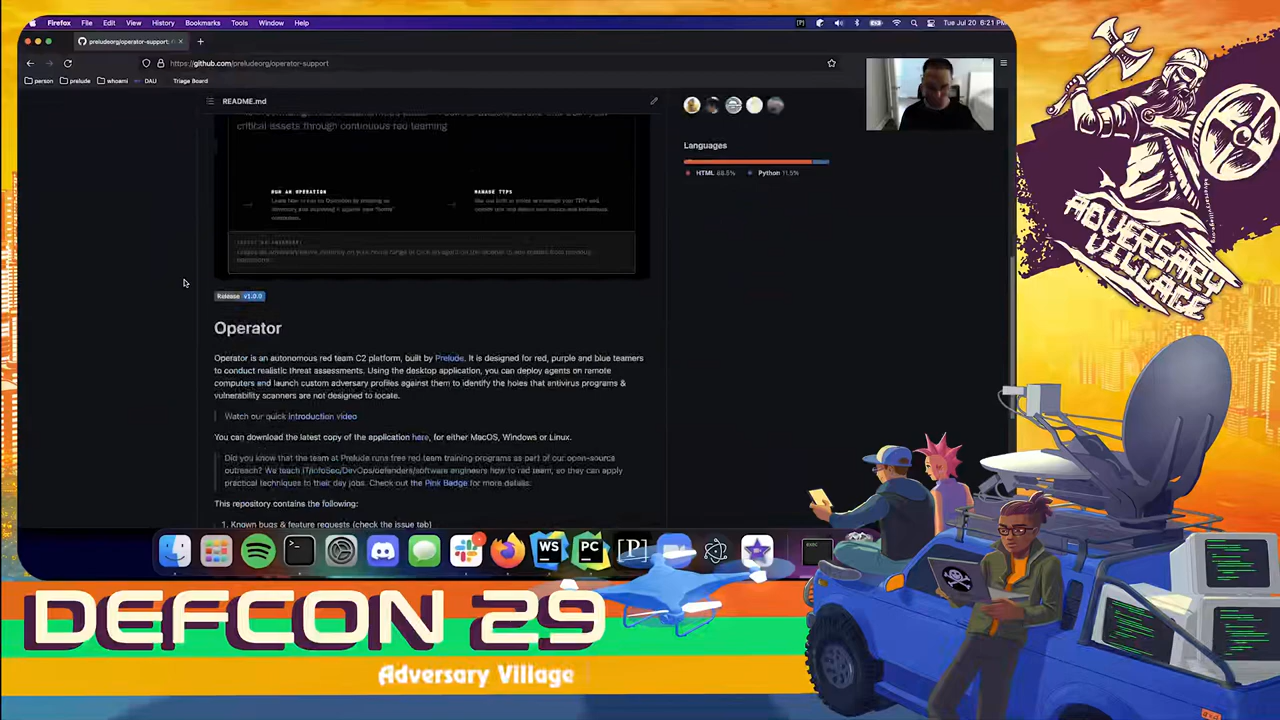 Firefox File Edit View History Bookmarks Tools Window Help
Tue Jul 20 6:21 PM
preludeorg/operator-support:
https://github.com/preludeorg/operator-support
person prelude whoami DAU Triage Board
README.md
critical assets through continuous red teaming
RUN AN OPERATION
MANAGE TTPS
Release v1.0.0
Languages
HTML 88.5% Python 11.5%
Operator
Operator is an autonomous red team C2 platform, built by Prelude. It is designed for red, purple and blue teamers
to conduct realistic threat assessments. Using the desktop application, you can deploy agents on remote
computers and launch custom adversary profiles against them to identify the holes that antivirus programs &
vulnerability scanners are not designed to locate.
Watch our quick introduction video
You can download the latest copy of the application here, for either MacOS, Windows or Linux.
Did you know that the team at Prelude runs free red team training programs as part of our open-source
outreach? We teach IT/InfoSec/DevOps/defenders/software engineers how to red team, so they can apply
practical techniques to their day jobs. Check out the Pink Badge for more details.
This repository contains the following:
1. Known bugs & feature requests (check the issue tab)
WS
PC
[P]
exec
ADVERSARY
VILLAGE
adversaryvillage.org
DEFCON 29
Adversary Village